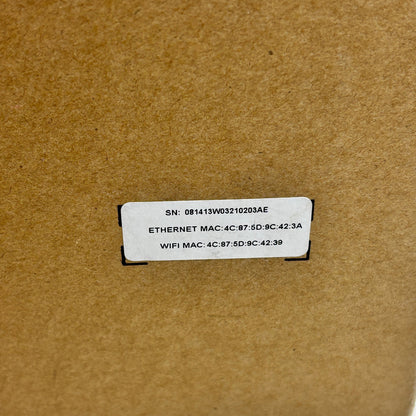 SN: 081413W03210203AE
ETHERNET MAC:4C:87:5D:9C:42:3A
WIFI MAC:4C:87:5D:9C:42:39